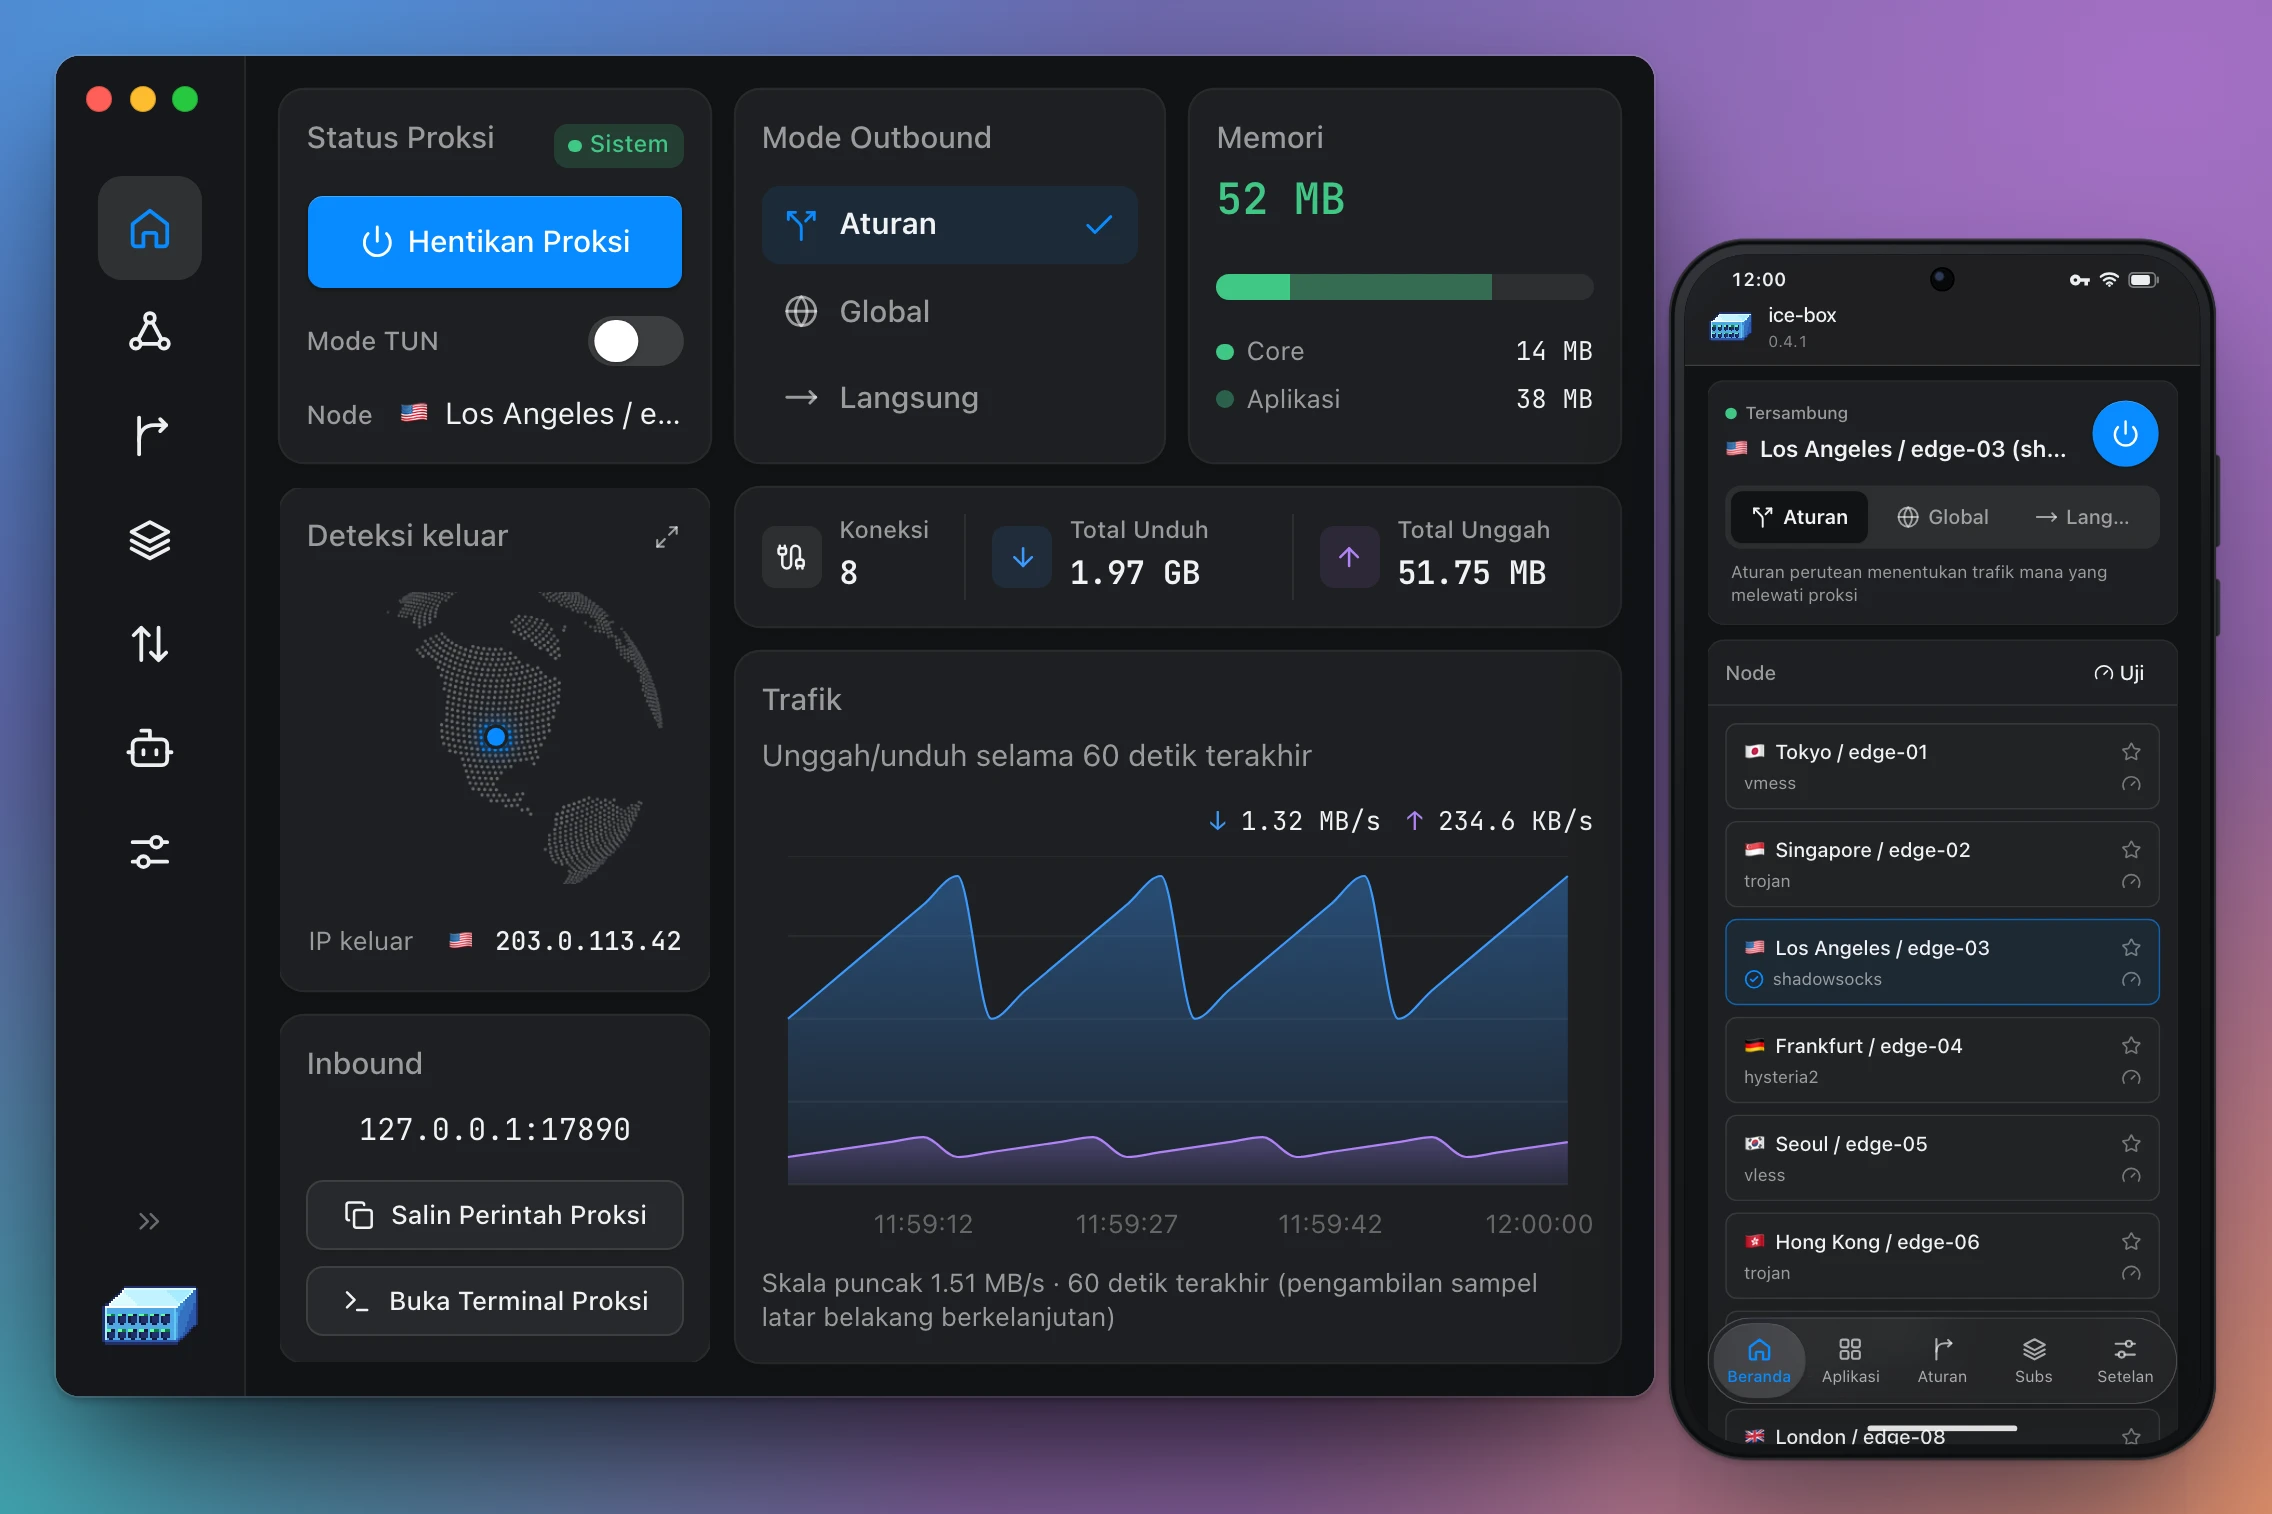 Status Proksi
Sistem
Hentikan Proksi
Mode TUN
Node 🇺🇸 Los Angeles / e...
Mode Outbound
Aturan
Global
Langsung
Memori
52 MB
Core 14 MB
Aplikasi 38 MB
Deteksi keluar
IP keluar 🇺🇸 203.0.113.42
Koneksi
8
Total Unduh
1.97 GB
Total Unggah
51.75 MB
Trafik
Unggah/unduh selama 60 detik terakhir
↓ 1.32 MB/s ↑ 234.6 KB/s
11:59:12 11:59:27 11:59:42 12:00:00
Skala puncak 1.51 MB/s · 60 detik terakhir (pengambilan sampel
latar belakang berkelanjutan)
Inbound
127.0.0.1:17890
Salin Perintah Proksi
Buka Terminal Proksi
12:00
ice-box
0.4.1
Tersambung
🇺🇸 Los Angeles / edge-03 (sh...
Aturan Global Lang...
Aturan perutean menentukan trafik mana yang
melewati proksi
Node Uji
🇯🇵 Tokyo / edge-01
vmess
🇸🇬 Singapore / edge-02
trojan
🇺🇸 Los Angeles / edge-03
shadowsocks
🇩🇪 Frankfurt / edge-04
hysteria2
🇰🇷 Seoul / edge-05
vless
🇭🇰 Hong Kong / edge-06
trojan
Beranda Aplikasi Aturan Subs Setelan
🇬🇧 London / edge-08